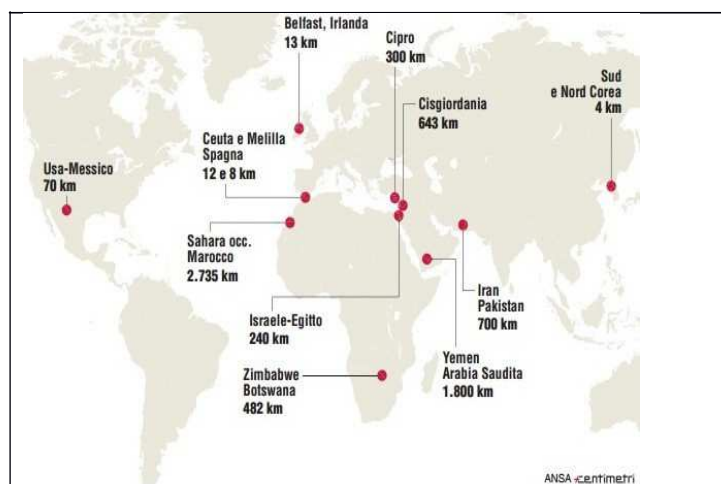 Belfast, Irlanda
13 km
Cipro
300 km
Sud
e Nord Corea
4 km
Cisgiordania
643 km
Ceuta e Melilla
Spagna
12 e 8 km
Usa-Messico
70 km
Sahara occ.
Marocco
2.735 km
Israele-Egitto
240 km
Iran
Pakistan
700 km
Yemen
Arabia Saudita
1.800 km
Zimbabwe
Botswana
482 km
ANSA centimetri